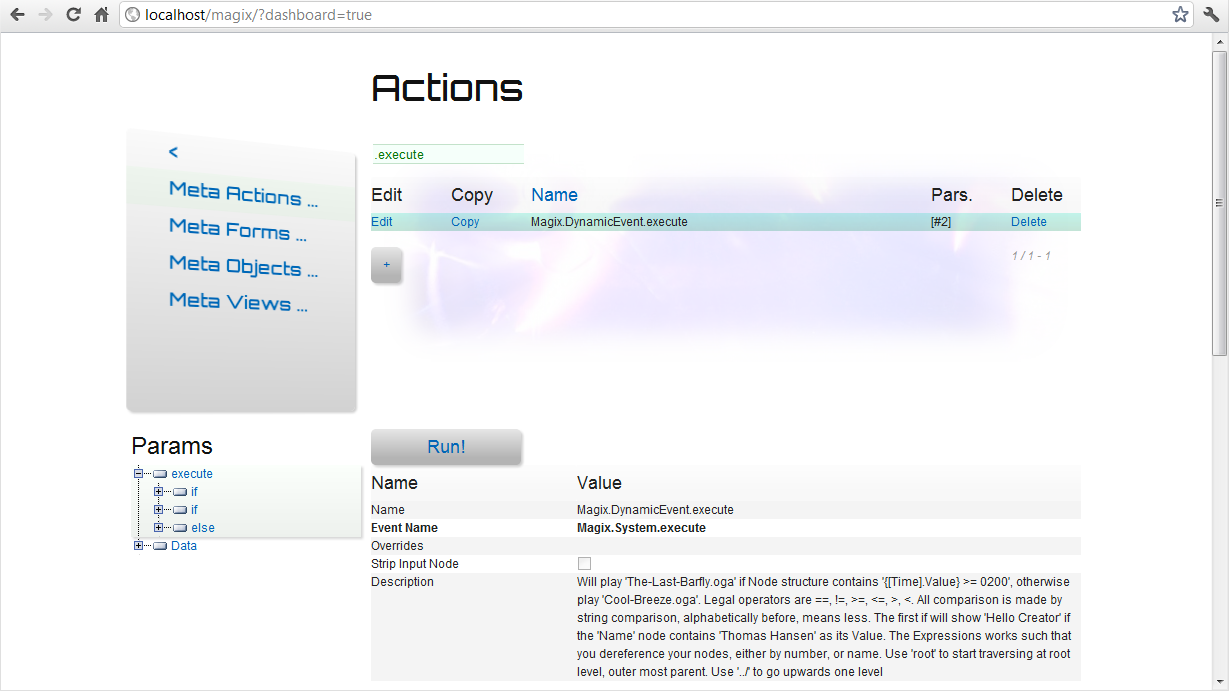 localhost/magix/?dashboard=true
Actions
<
Meta Actions ...
Meta Forms ...
Meta Objects ...
Meta Views ...
.execute
Edit Copy Name Pars. Delete
Edit Copy Magix.DynamicEvent.execute [#2] Delete
+
1 / 1 - 1
Params
execute
if
if
else
Data
Run!
Name Value
Name Magix.DynamicEvent.execute
Event Name Magix.System.execute
Overrides
Strip Input Node
Description Will play 'The-Last-Barfly.oga' if Node structure contains '{[Time].Value} >= 0200', otherwise
play 'Cool-Breeze.oga'. Legal operators are ==, !=, >=, <=, >, <. All comparison is made by
string comparison, alphabetically before, means less. The first if will show 'Hello Creator' if
the 'Name' node contains 'Thomas Hansen' as its Value. The Expressions works such that
you dereference your nodes, either by number, or name. Use 'root' to start traversing at root
level, outer most parent. Use '../' to go upwards one level